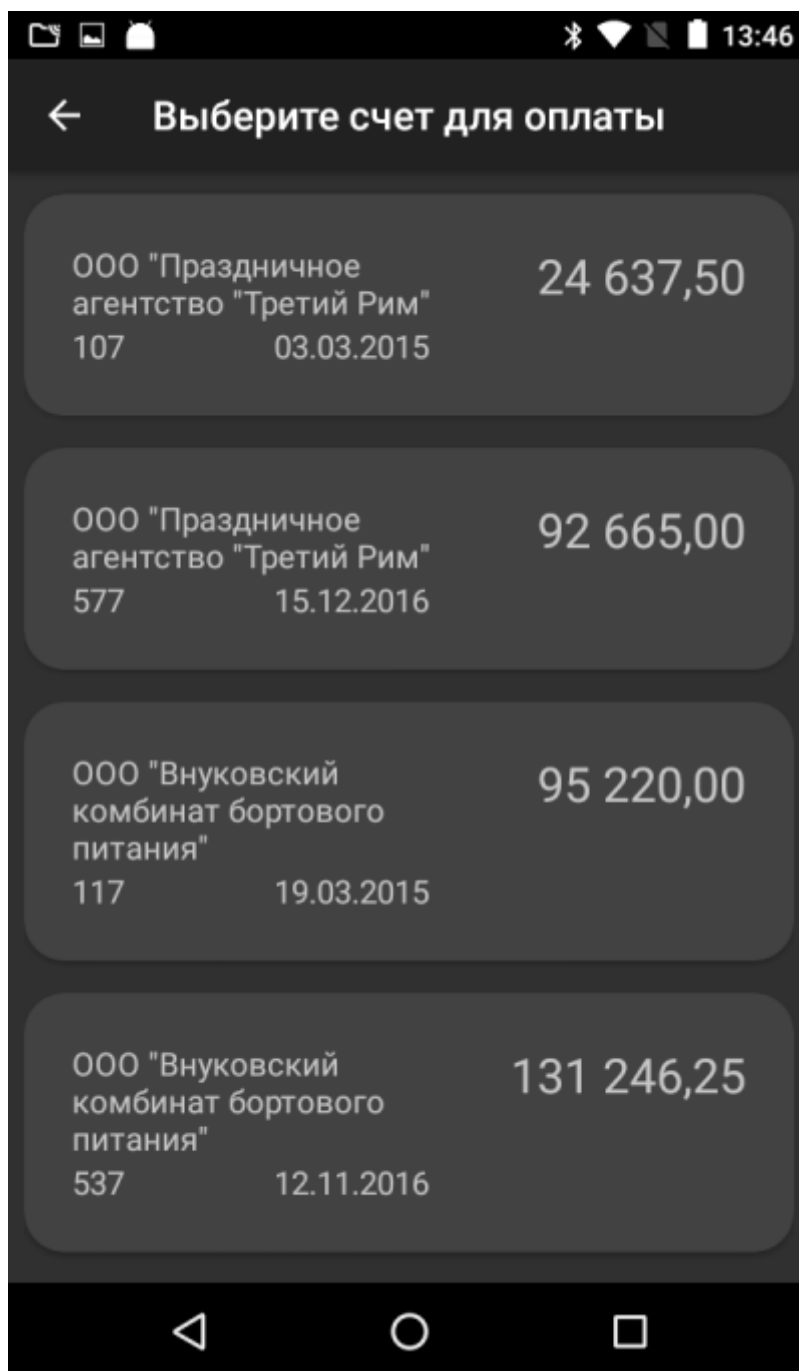 13:46
Выберите счет для оплаты
ООО "Праздничное
агентство "Третий Рим"
24 637,50
107 03.03.2015
ООО "Праздничное
агентство "Третий Рим"
92 665,00
577 15.12.2016
ООО "Внуковский
комбинат бортового
питания"
95 220,00
117 19.03.2015
ООО "Внуковский
комбинат бортового
питания"
131 246,25
537 12.11.2016